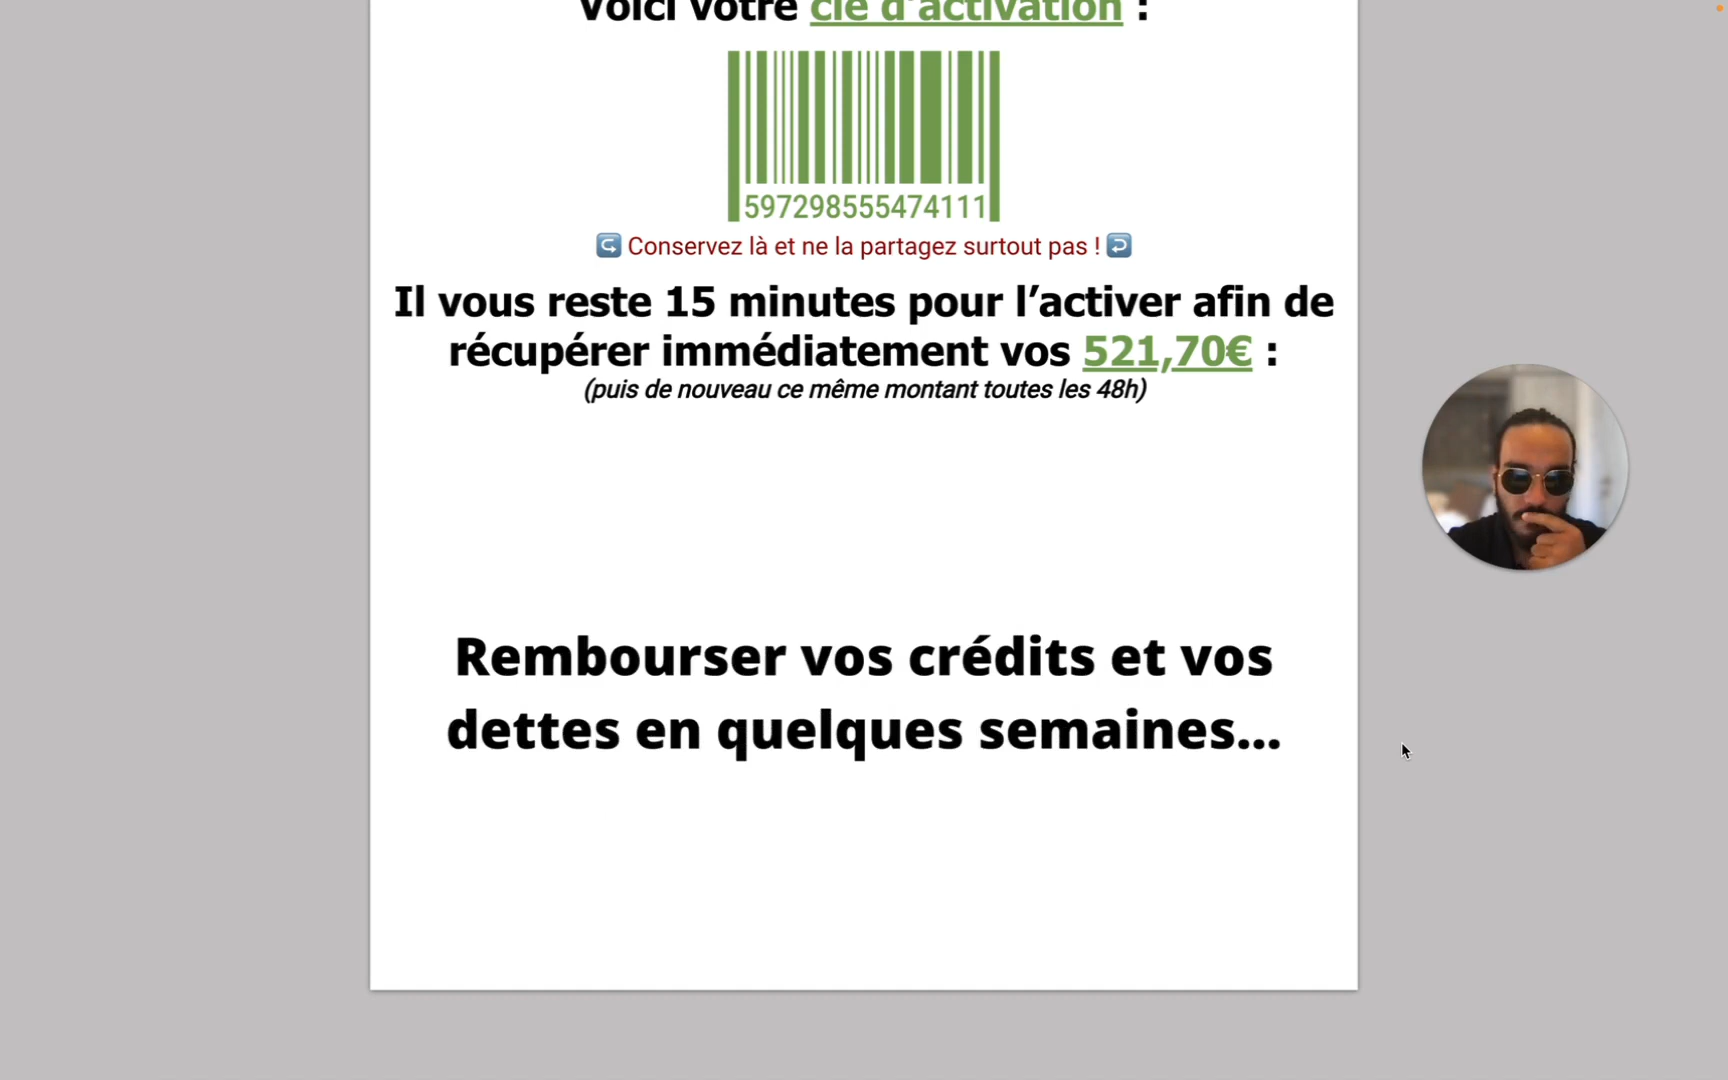 Voici votre clé d'activation :
597298555474111
Conservez là et ne la partagez surtout pas !
Il vous reste 15 minutes pour l’activer afin de
récupérer immédiatement vos 521,70€ :
(puis de nouveau ce même montant toutes les 48h)
Rembourser vos crédits et vos
dettes en quelques semaines...